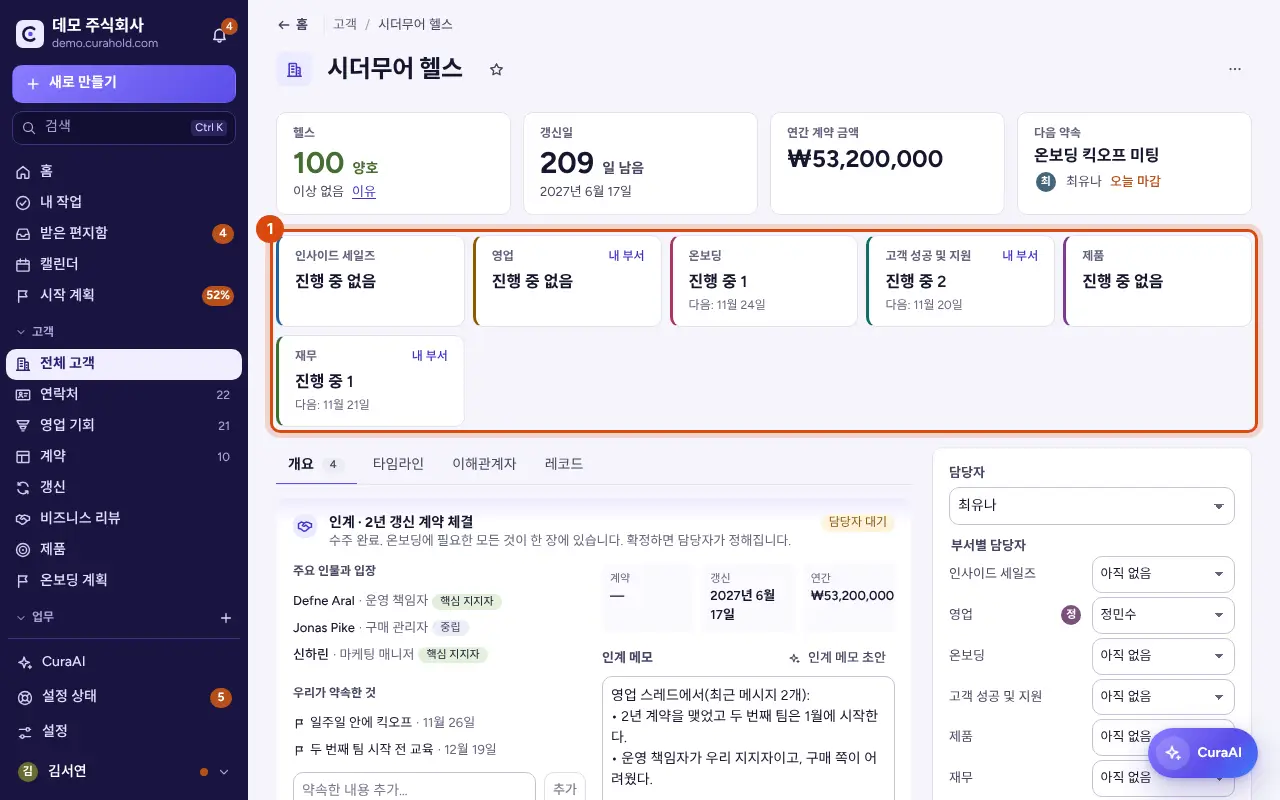 데모 주식회사
demo.curahold.com
4
새로 만들기
검색
Ctrl K
홈
내 작업
받은 편지함
4
캘린더
시작 계획
52%
고객
전체 고객
연락처
22
영업 기회
21
계약
10
갱신
비즈니스 리뷰
제품
온보딩 계획
업무
CuraAI
설정 상태
5
설정
김
김서연
← 홈
고객 / 시더무어 헬스
시더무어 헬스
헬스
100 양호
이상 없음 이유
갱신일
209 일 남음
2027년 6월 17일
연간 계약 금액
₩53,200,000
다음 약속
온보딩 킥오프 미팅
최 최유나 오늘 마감
1
인사이드 세일즈
진행 중 없음
영업 내 부서
진행 중 없음
온보딩
진행 중 1
다음: 11월 24일
고객 성공 및 지원 내 부서
진행 중 2
다음: 11월 20일
제품
진행 중 없음
재무 내 부서
진행 중 1
다음: 11월 21일
개요 4
타임라인
이해관계자
레코드
인계 · 2년 갱신 계약 체결
담당자 대기
수주 완료. 온보딩에 필요한 모든 것이 한 장에 있습니다. 확정하면 담당자가 정해집니다.
주요 인물과 입장
Defne Aral · 운영 책임자 핵심 지지자
Jonas Pike · 구매 관리자 중립
신하린 · 마케팅 매니저 핵심 지지자
우리가 약속한 것
일주일 안에 킥오프 · 11월 26일
두 번째 팀 시작 전 교육 · 12월 19일
약속한 내용 추가...
추가
계약
—
갱신
2027년 6월
17일
연간
₩53,200,000
인계 메모
인계 메모 초안
영업 스레드에서(최근 메시지 2개):
• 2년 계약을 맺었고 두 번째 팀은 1월에 시작한
다.
• 운영 책임자가 우리 지지자이고, 구매 쪽이 어
려웠다.
담당자
최유나
부서별 담당자
인사이드 세일즈
아직 없음
영업
정
정민수
온보딩
아직 없음
고객 성공 및 지원
아직 없음
제품
아직 없음
재무
아직 없음
CuraAI